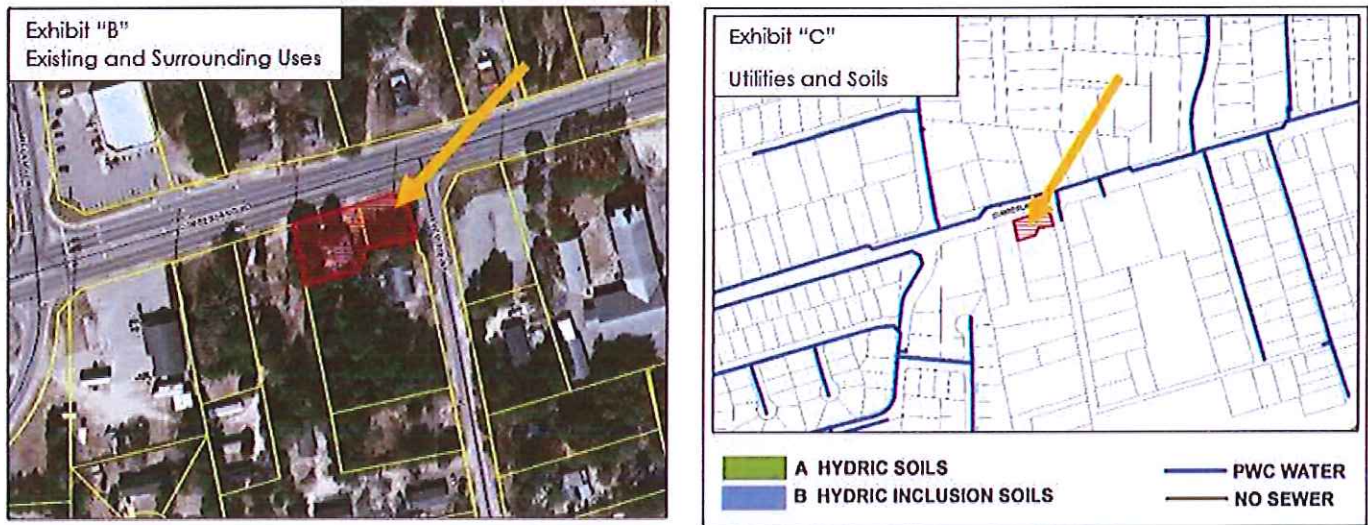 Exhibit "B"
Existing and Surrounding Uses
Exhibit "C"
Utilities and Soils
A HYDRIC SOILS
B HYDRIC INCLUSION SOILS
PWC WATER
NO SEWER